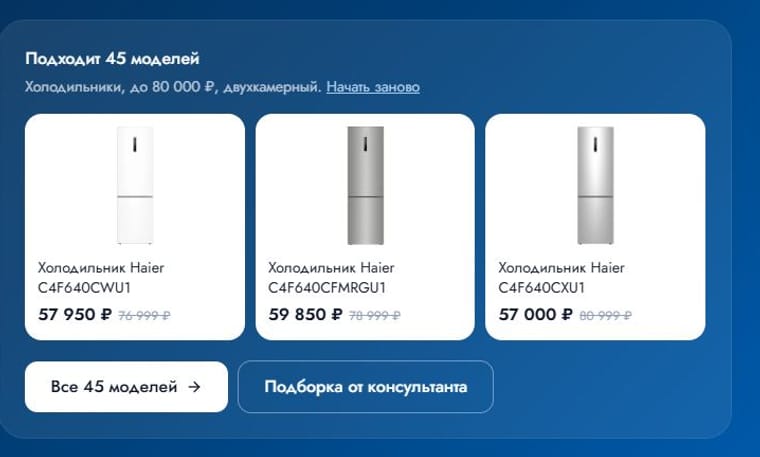 Подходит 45 моделей
Холодильники, до 80 000 ₽, двухкамерный. Начать заново
Холодильник Haier
C4F640CWU1
57 950 ₽ 76 999 ₽
Холодильник Haier
C4F640CFMRGU1
59 850 ₽ 78 999 ₽
Холодильник Haier
C4F640CXU1
57 000 ₽ 80 999 ₽
Все 45 моделей →
Подборка от консультанта